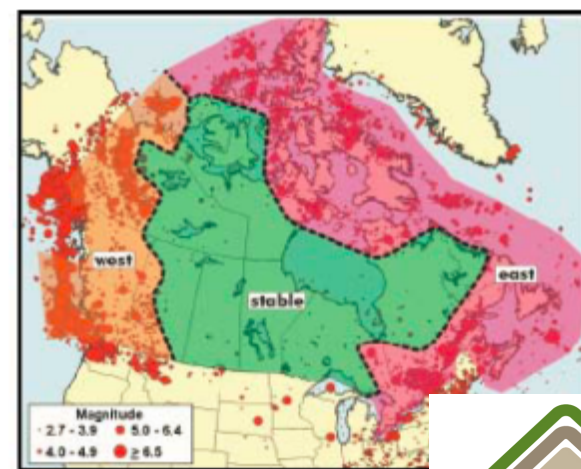 west
stable
east
Magnitude
· 2.7 - 3.9 • 5.0 - 6.4
• 4.0 - 4.9 ● ≥ 6.5